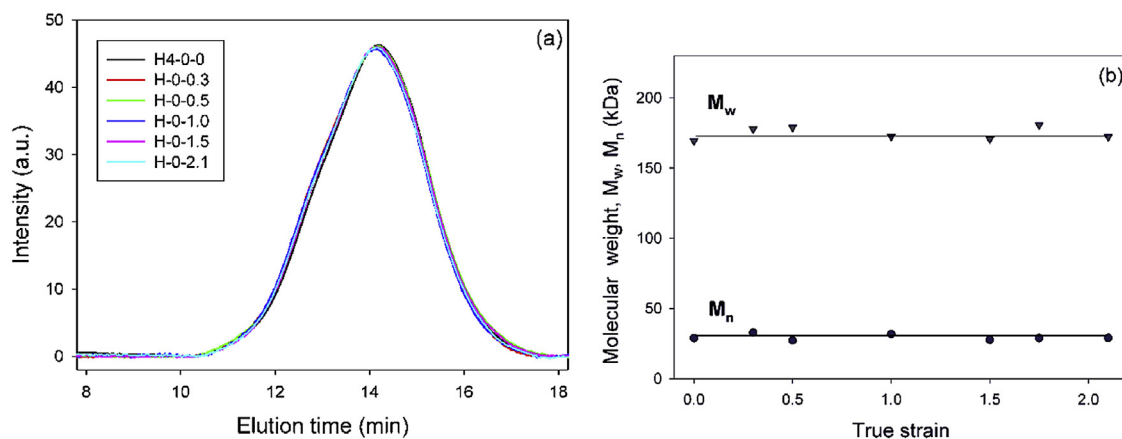 (a)
50
40
30
20
10
0
Intensity (a.u.)
H4-0-0
H-0-0.3
H-0-0.5
H-0-1.0
H-0-1.5
H-0-2.1
8 10 12 14 16 18
Elution time (min)
(b)
200
150
100
50
0
Molecular weight, Mw, Mn (kDa)
Mw
Mn
0.0 0.5 1.0 1.5 2.0
True strain